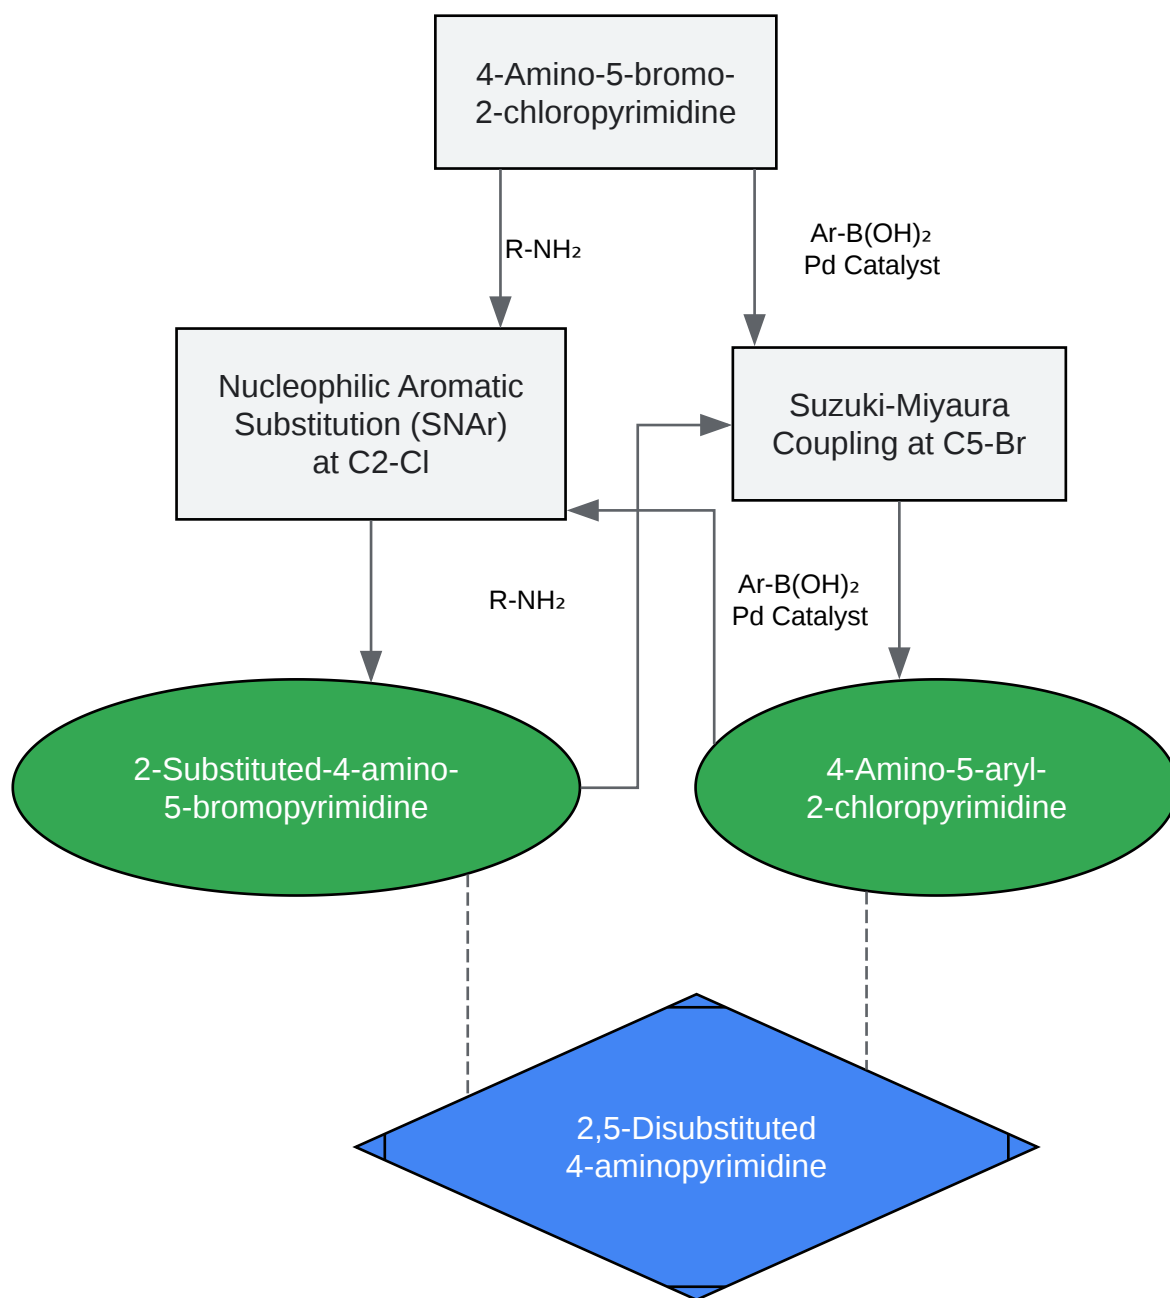 4-Amino-5-bromo-
2-chloropyrimidine
R-NH₂
Ar-B(OH)₂
Pd Catalyst
Nucleophilic Aromatic
Substitution (SNAr)
at C2-Cl
Suzuki-Miyaura
Coupling at C5-Br
R-NH₂
Ar-B(OH)₂
Pd Catalyst
2-Substituted-4-amino-
5-bromopyrimidine
4-Amino-5-aryl-
2-chloropyrimidine
2,5-Disubstituted
4-aminopyrimidine